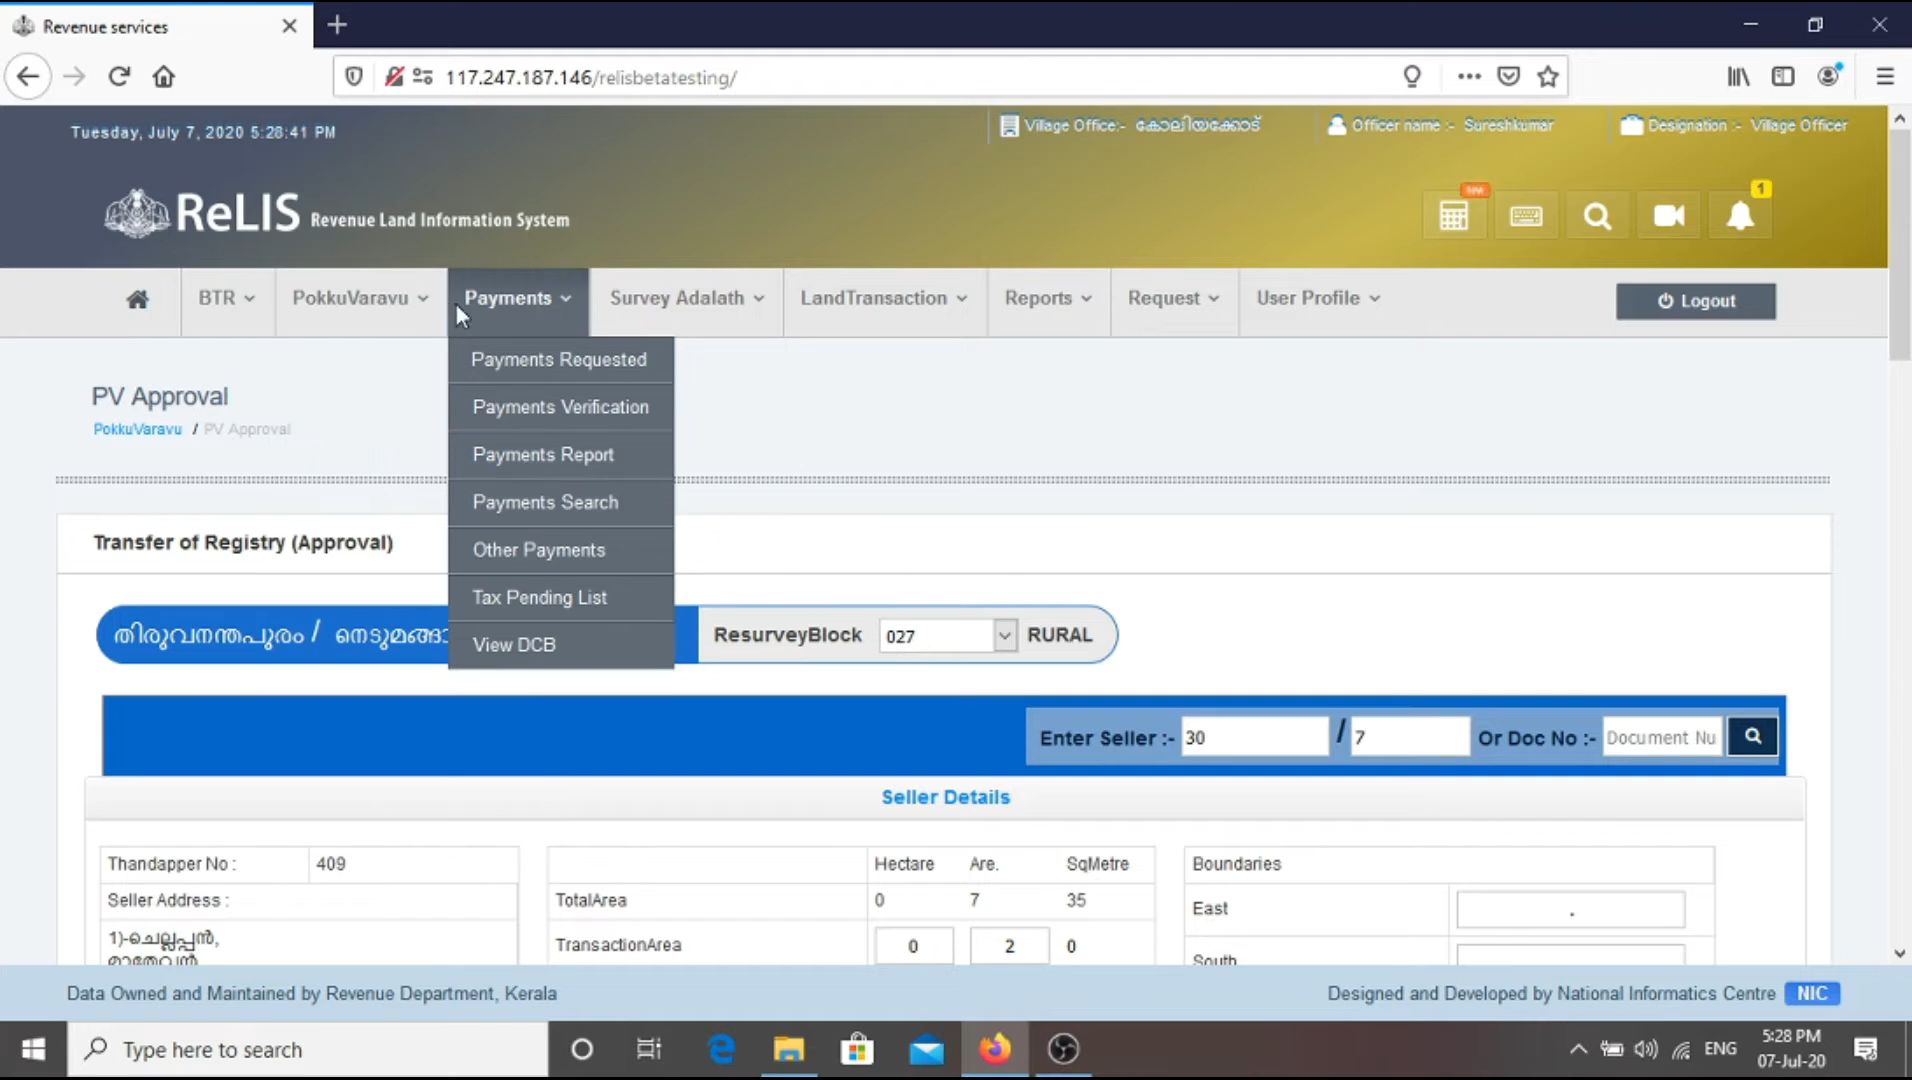 Revenue services
117.247.187.146/relisbetatesting/
Tuesday, July 7, 2020 5:28:41 PM
Village Office:- കോലിയക്കോട്
Officer name :- Sureshkumar
Designation :- Village Officer
ReLIS Revenue Land Information System
1
BTR
PokkuVaravu
Payments
Survey Adalath
LandTransaction
Reports
Request
User Profile
Logout
Payments Requested
Payments Verification
Payments Report
Payments Search
Other Payments
Tax Pending List
View DCB
PV Approval
PokkuVaravu / PV Approval
Transfer of Registry (Approval)
തിരുവനന്തപുരം / നെടുമങ്ങാ
ResurveyBlock 027 RURAL
Enter Seller :- 30 / 7 Or Doc No :- Document Nu
Seller Details
Thandapper No : 409
Seller Address :
1)-ചെല്ലപ്പൻ,
മാതേവൻ
Hectare Are. SqMetre
TotalArea 0 7 35
TransactionArea 0 2 0
Boundaries
East .
South
Data Owned and Maintained by Revenue Department, Kerala
Designed and Developed by National Informatics Centre NIC
Type here to search
ENG
5:28 PM
07-Jul-20